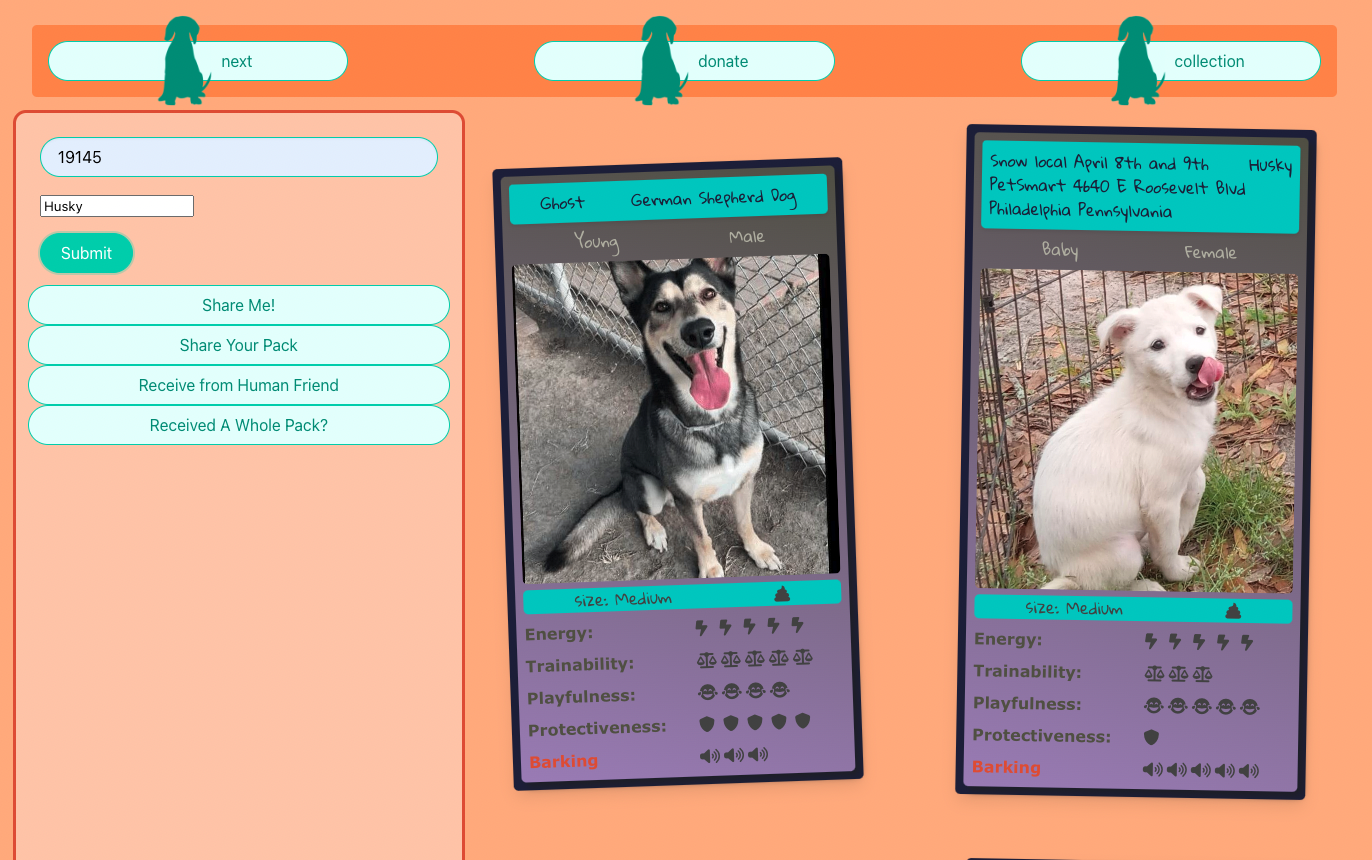 next
donate
collection
19145
Husky
Submit
Share Me!
Share Your Pack
Receive from Human Friend
Received A Whole Pack?
Ghost German Shepherd Dog
Young Male
size: Medium
Energy:
Trainability:
Playfulness:
Protectiveness:
Barking
Snow local April 8th and 9th Husky
PetSmart 4640 E Roosevelt Blvd
Philadelphia Pennsylvania
Baby Female
size: Medium
Energy:
Trainability:
Playfulness:
Protectiveness:
Barking